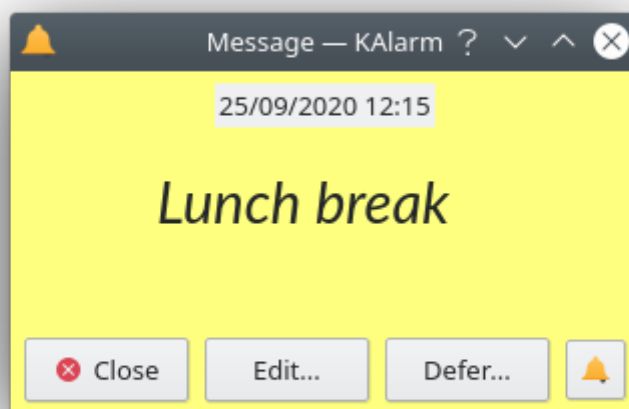 Message — KAlarm ?
25/09/2020 12:15
Lunch break
Close Edit... Defer...